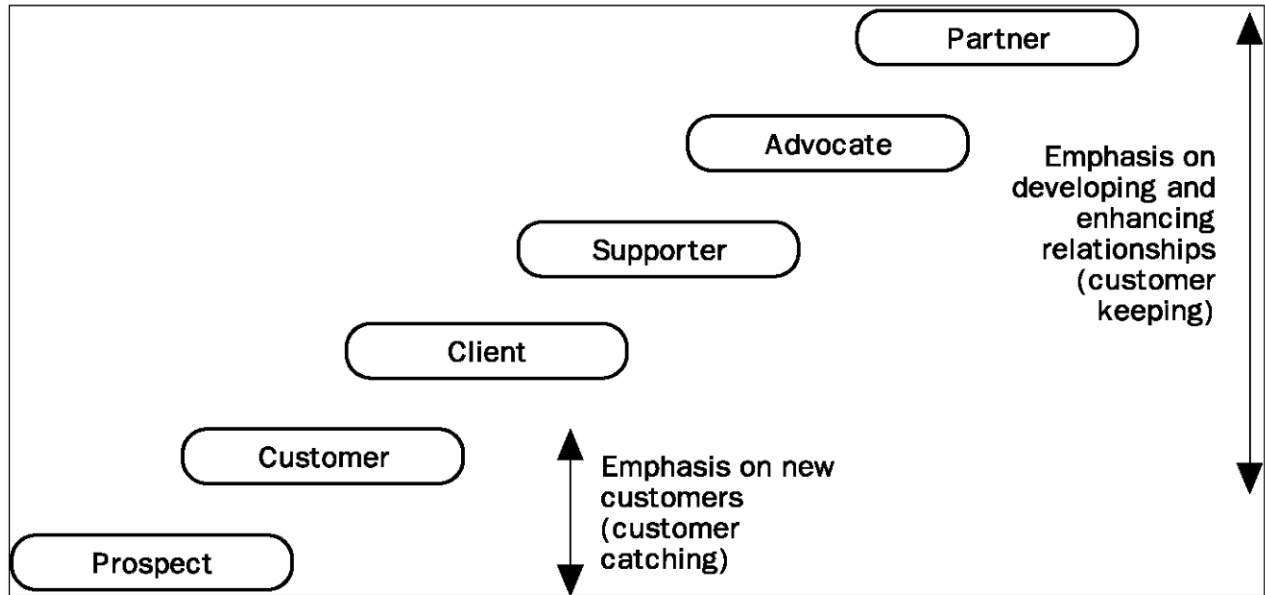 Partner
Advocate
Emphasis on
developing and
enhancing
relationships
(customer
keeping)
Supporter
Client
Customer
Emphasis on new
customers
(customer
catching)
Prospect